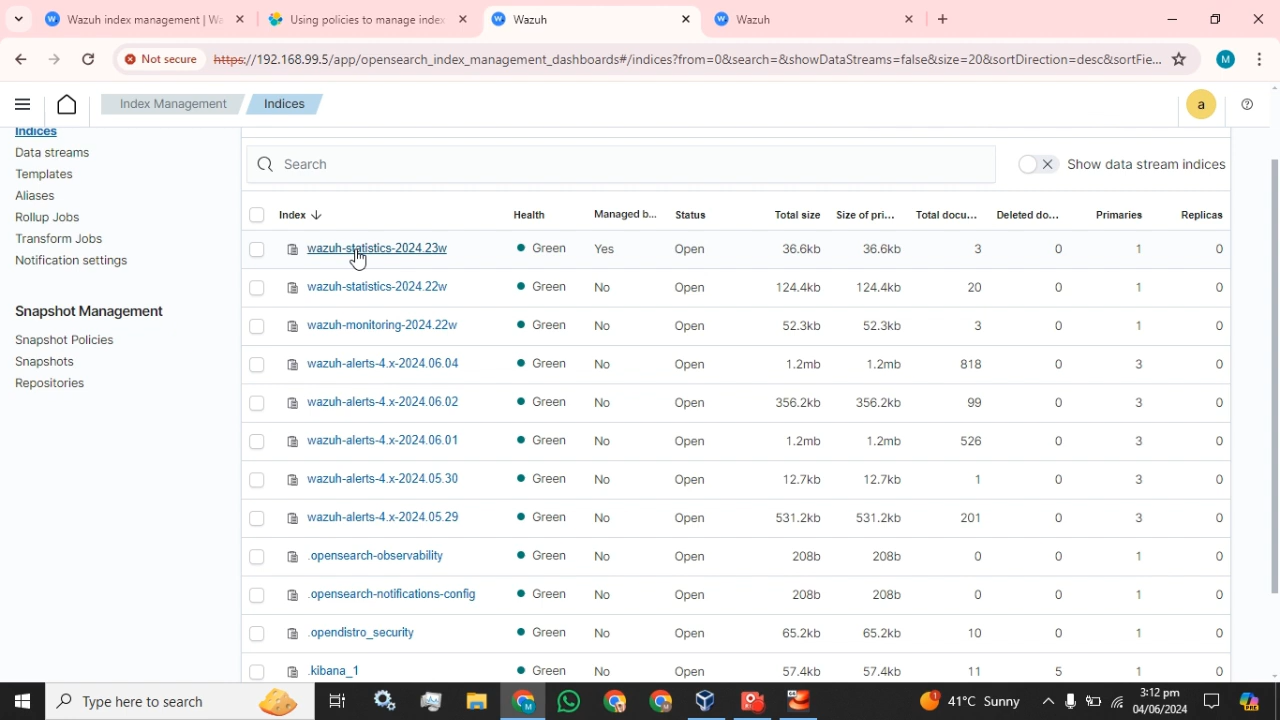 Wazuh index management | Wa
Using policies to manage index
Wazuh
Wazuh
Not secure
https://192.168.99.5/app/opensearch_index_management_dashboards#/indices?from=0&search=&showDataStreams=false&size=20&sortDirection=desc&sortFie...
M
Index Management
Indices
a
Indices
Data streams
Templates
Aliases
Rollup Jobs
Transform Jobs
Notification settings
Snapshot Management
Snapshot Policies
Snapshots
Repositories
Search
Show data stream indices
Index Health Managed b... Status Total size Size of pri... Total docu... Deleted do... Primaries Replicas
wazuh-statistics-2024.23w Green Yes Open 36.6kb 36.6kb 3 0 1 0
wazuh-statistics-2024.22w Green No Open 124.4kb 124.4kb 20 0 1 0
wazuh-monitoring-2024.22w Green No Open 52.3kb 52.3kb 3 0 1 0
wazuh-alerts-4.x-2024.06.04 Green No Open 1.2mb 1.2mb 818 0 3 0
wazuh-alerts-4.x-2024.06.02 Green No Open 356.2kb 356.2kb 99 0 3 0
wazuh-alerts-4.x-2024.06.01 Green No Open 1.2mb 1.2mb 526 0 3 0
wazuh-alerts-4.x-2024.05.30 Green No Open 12.7kb 12.7kb 1 0 3 0
wazuh-alerts-4.x-2024.05.29 Green No Open 531.2kb 531.2kb 201 0 3 0
.opensearch-observability Green No Open 208b 208b 0 0 1 0
.opensearch-notifications-config Green No Open 208b 208b 0 0 1 0
.opendistro_security Green No Open 65.2kb 65.2kb 10 0 1 0
.kibana_1 Green No Open 57.4kb 57.4kb 11 5 1 0
Type here to search
1
41°C Sunny
3:12 pm
04/06/2024